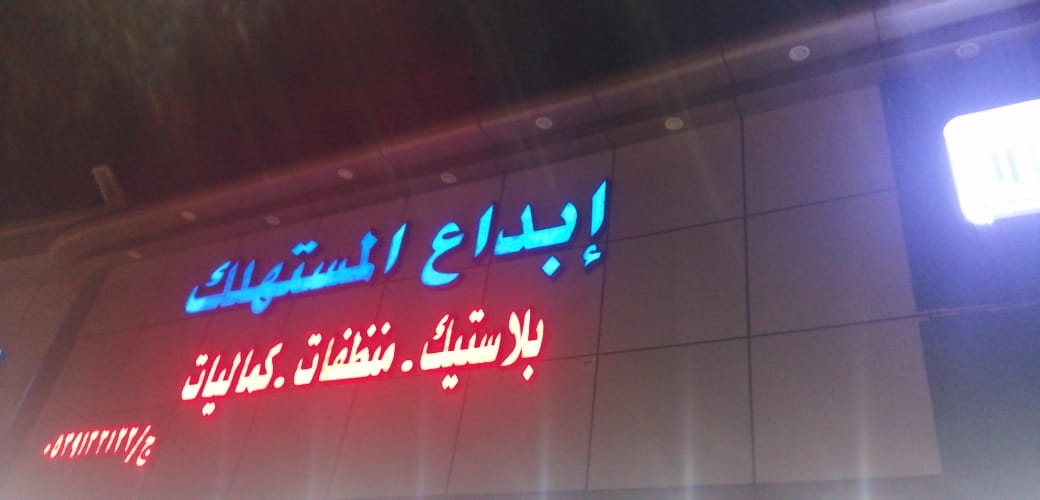 إبداع المستهلك
بلاستيك . منظفات . كماليات
ج/